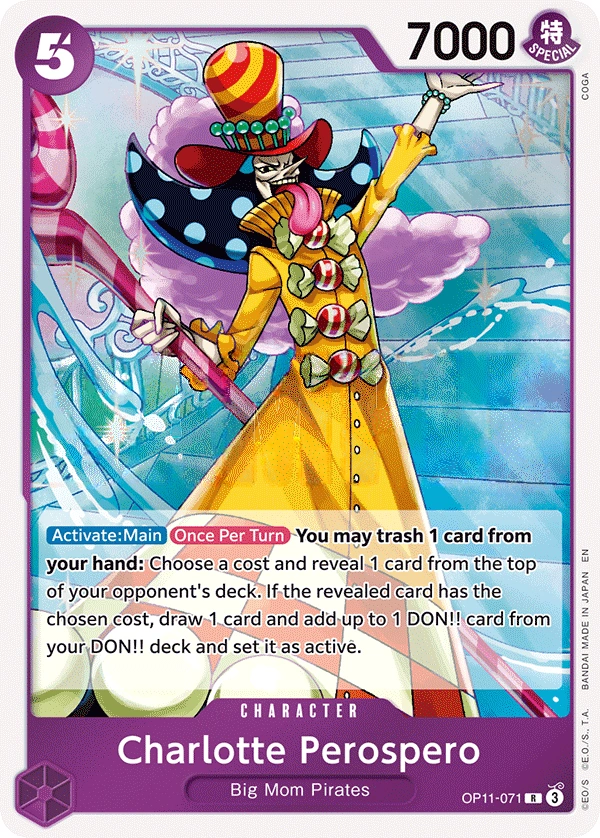 5
7000
特
SPECIAL
COGA
Activate:Main Once Per Turn You may trash 1 card from
your hand: Choose a cost and reveal 1 card from the top
of your opponent's deck. If the revealed card has the
chosen cost, draw 1 card and add up to 1 DON!! card from
your DON!! deck and set it as active.
CHARACTER
Charlotte Perospero
Big Mom Pirates
OP11-071 R 3
©EO/S ©E.O./S., T.A. BANDAI MADE IN JAPAN EN